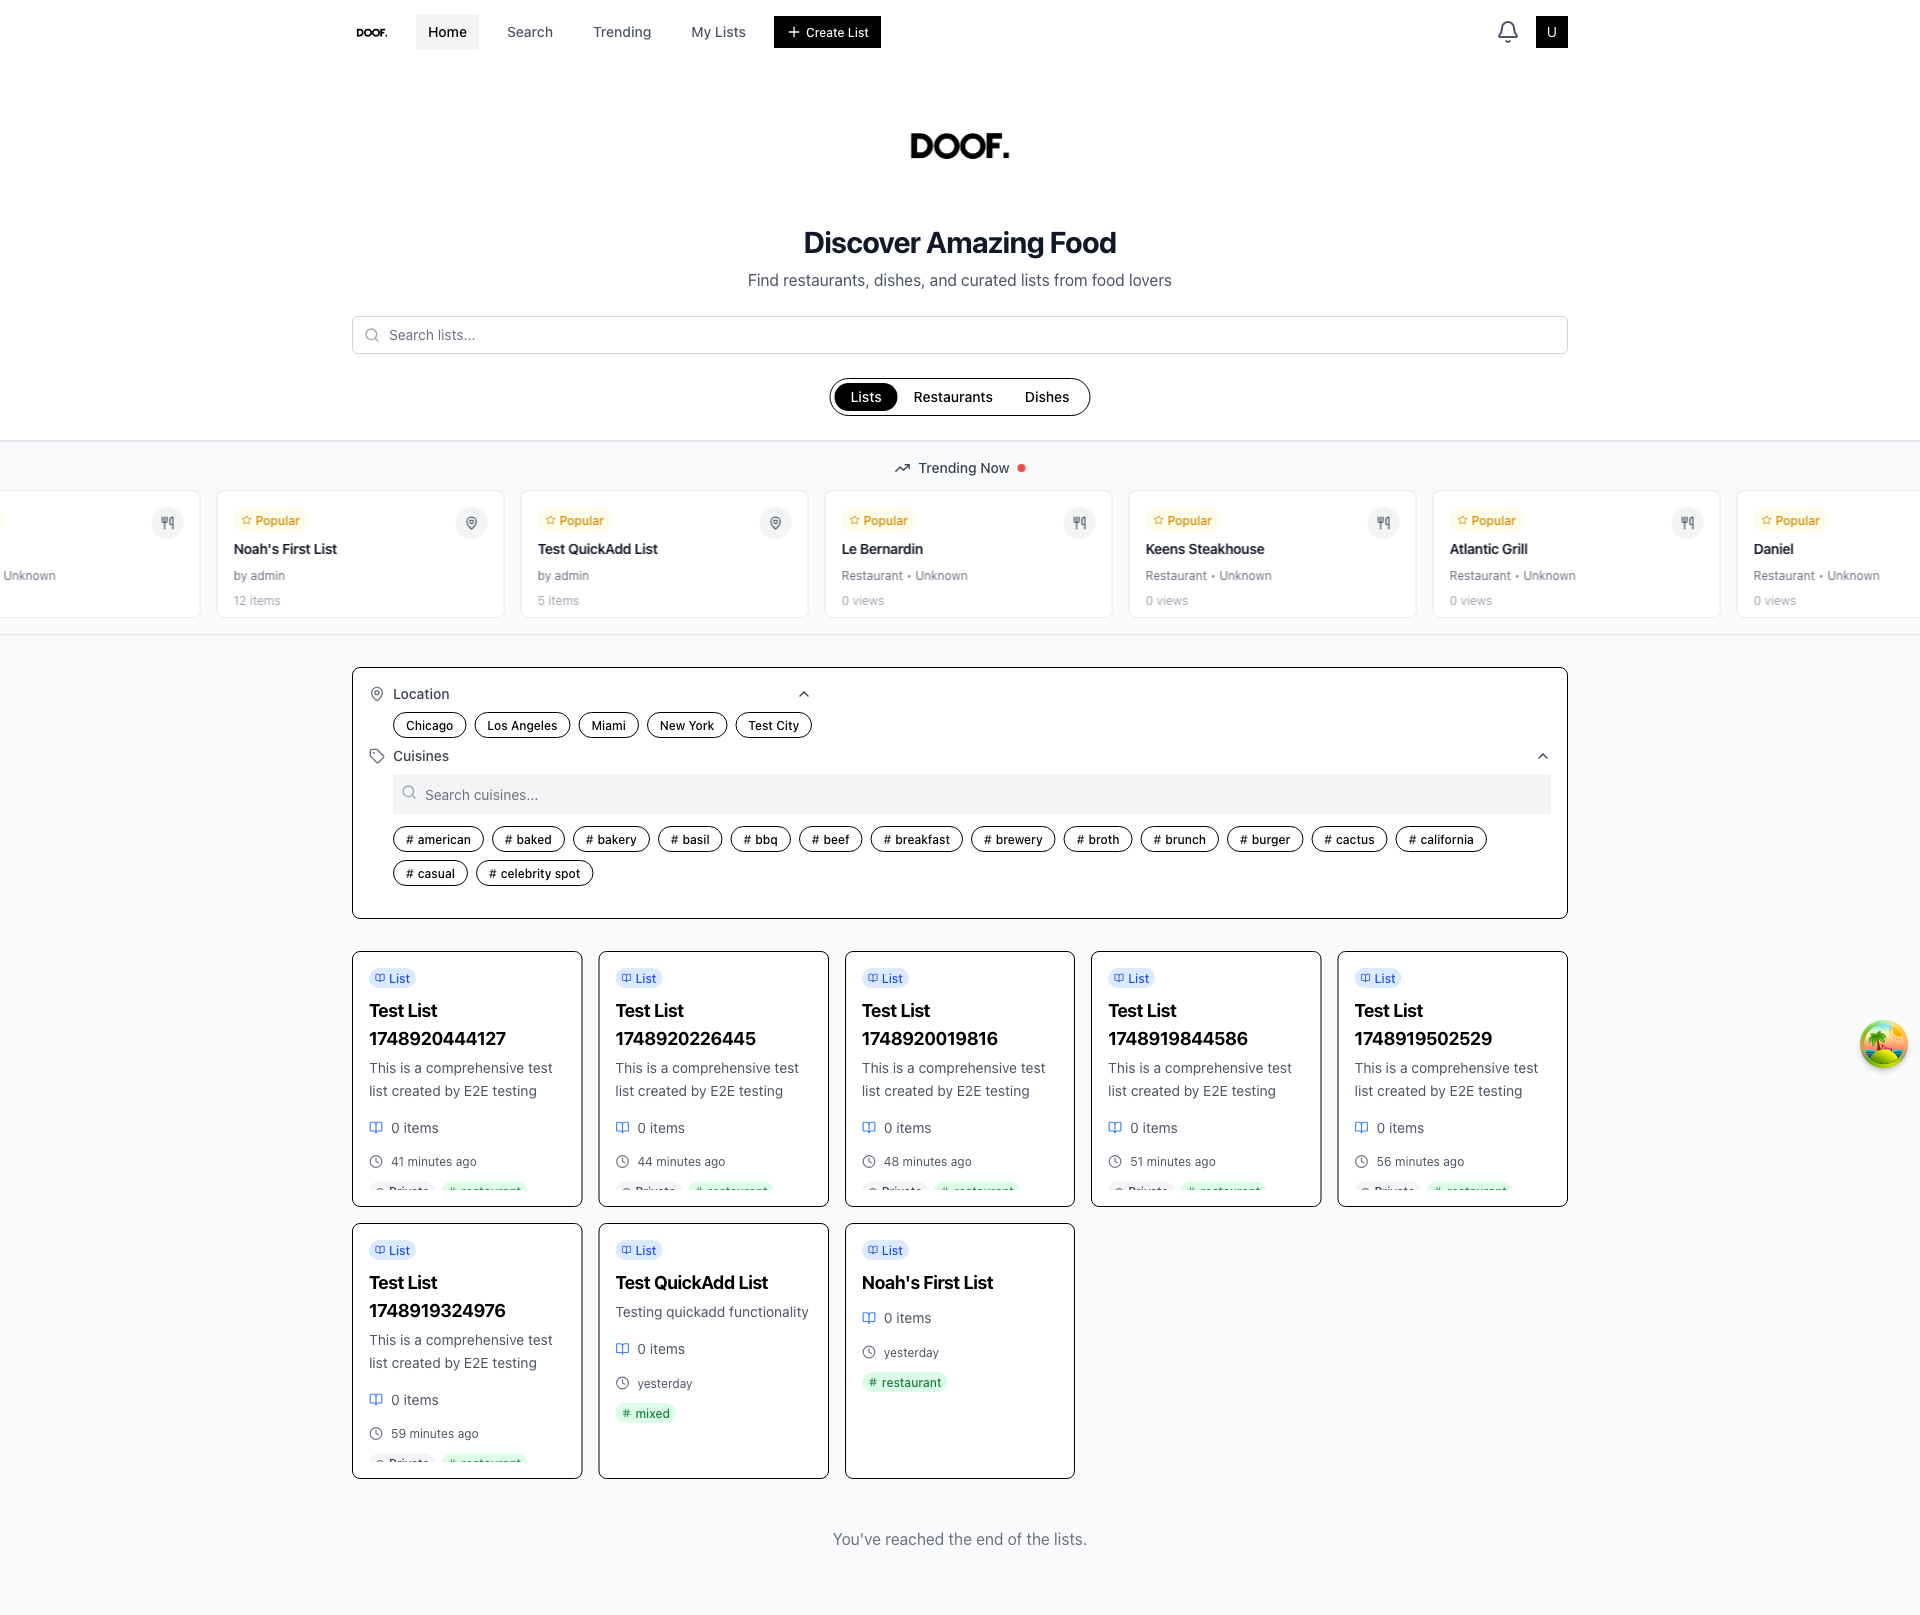 DOOF.
Home
Search
Trending
My Lists
Create List
U
DOOF.
Discover Amazing Food
Find restaurants, dishes, and curated lists from food lovers
Search lists...
Lists
Restaurants
Dishes
Trending Now
Unknown
Popular
Noah's First List
by admin
12 items
Popular
Test QuickAdd List
by admin
5 items
Popular
Le Bernardin
Restaurant • Unknown
0 views
Popular
Keens Steakhouse
Restaurant • Unknown
0 views
Popular
Atlantic Grill
Restaurant • Unknown
0 views
Popular
Daniel
Restaurant • Unknown
0 views
Location
Chicago
Los Angeles
Miami
New York
Test City
Cuisines
Search cuisines...
# american
# baked
# bakery
# basil
# bbq
# beef
# breakfast
# brewery
# broth
# brunch
# burger
# cactus
# california
# casual
# celebrity spot
List
Test List
1748920444127
This is a comprehensive test
list created by E2E testing
0 items
41 minutes ago
Private
# restaurant
List
Test List
1748920226445
This is a comprehensive test
list created by E2E testing
0 items
44 minutes ago
Private
# restaurant
List
Test List
1748920019816
This is a comprehensive test
list created by E2E testing
0 items
48 minutes ago
Private
# restaurant
List
Test List
1748919844586
This is a comprehensive test
list created by E2E testing
0 items
51 minutes ago
Private
# restaurant
List
Test List
1748919502529
This is a comprehensive test
list created by E2E testing
0 items
56 minutes ago
Private
# restaurant
List
Test List
1748919324976
This is a comprehensive test
list created by E2E testing
0 items
59 minutes ago
Private
# restaurant
List
Test QuickAdd List
Testing quickadd functionality
0 items
yesterday
# mixed
List
Noah's First List
0 items
yesterday
# restaurant
You've reached the end of the lists.